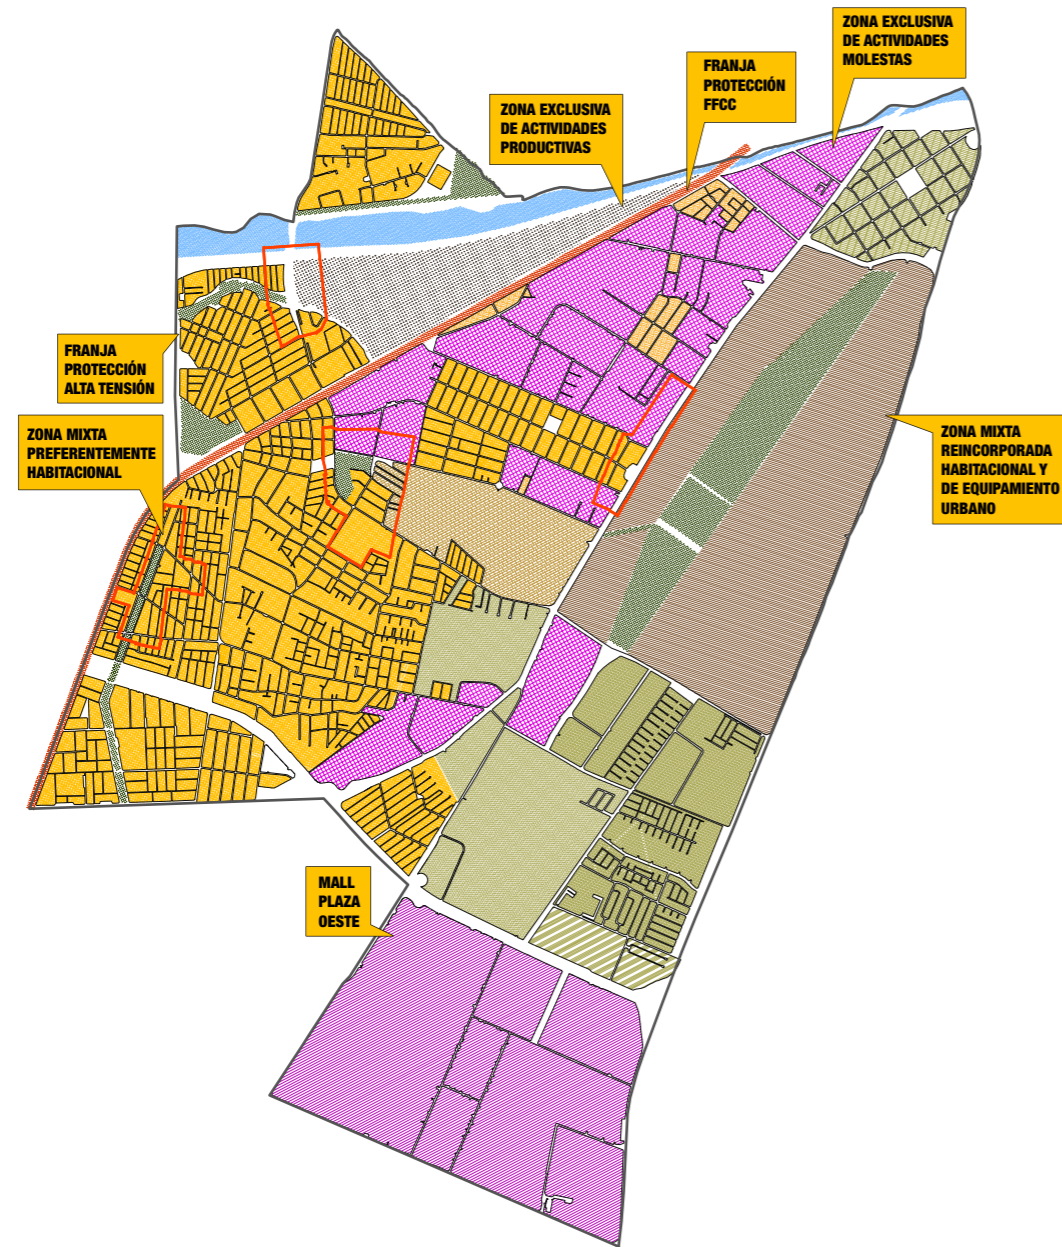 ZONA EXCLUSIVA
DE ACTIVIDADES
MOLESTAS
FRANJA
PROTECCIÓN
FFCC
ZONA EXCLUSIVA
DE ACTIVIDADES
PRODUCTIVAS
FRANJA
PROTECCIÓN
ALTA TENSIÓN
ZONA MIXTA
PREFERENTEMENTE
HABITACIONAL
ZONA MIXTA
REINCORPORADA
HABITACIONAL Y
DE EQUIPAMIENTO
URBANO
MALL
PLAZA
OESTE